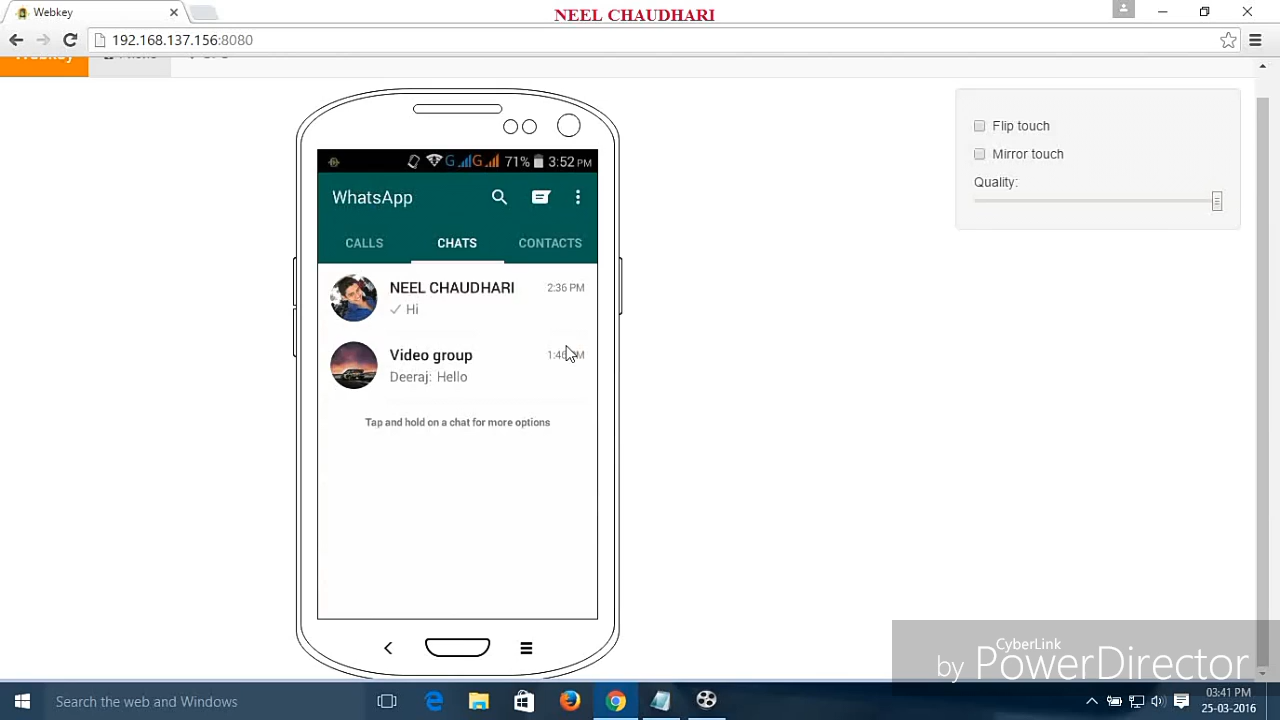 Webkey
NEEL CHAUDHARI
192.168.137.156:8080
Webkey
Phone
Flip touch
Mirror touch
Quality:
G G 71% 3:52 PM
WhatsApp
CALLS CHATS CONTACTS
NEEL CHAUDHARI 2:36 PM
Hi
Video group
Deeraj: Hello
Tap and hold on a chat for more options
CyberLink
by PowerDirector
Search the web and Windows
03:41 PM
25-03-2016